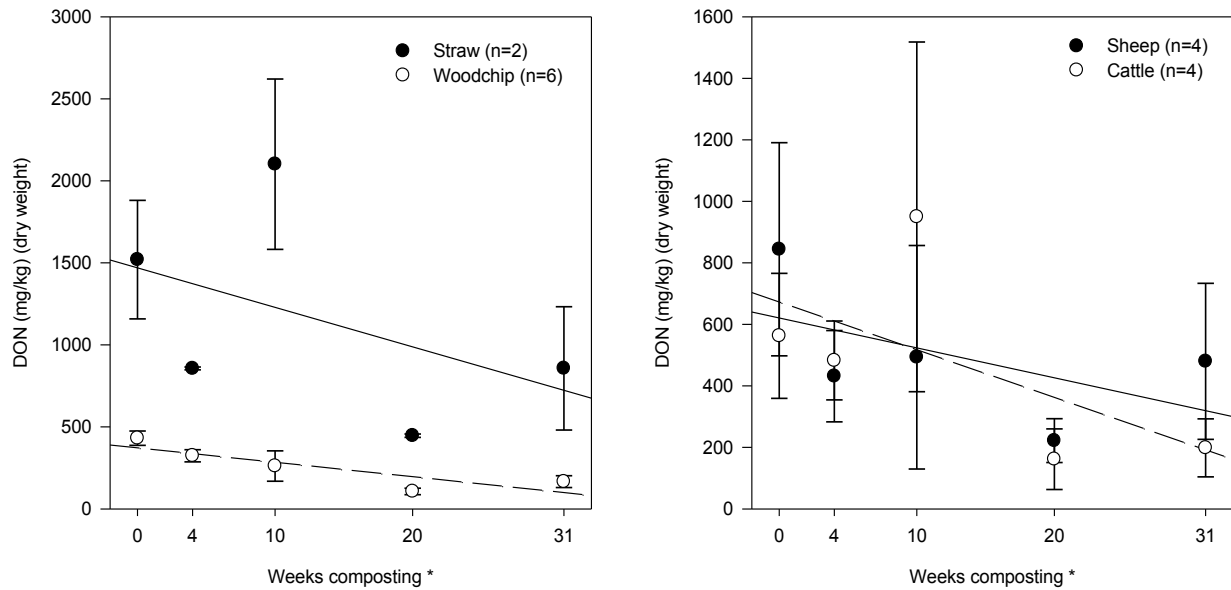 3000
2500
2000
1500
1000
500
0
DON (mg/kg) (dry weight)
Straw (n=2)
Woodchip (n=6)
0 4 10 20 31
Weeks composting *
1600
1400
1200
1000
800
600
400
200
0
DON (mg/kg) (dry weight)
Sheep (n=4)
Cattle (n=4)
0 4 10 20 31
Weeks composting *